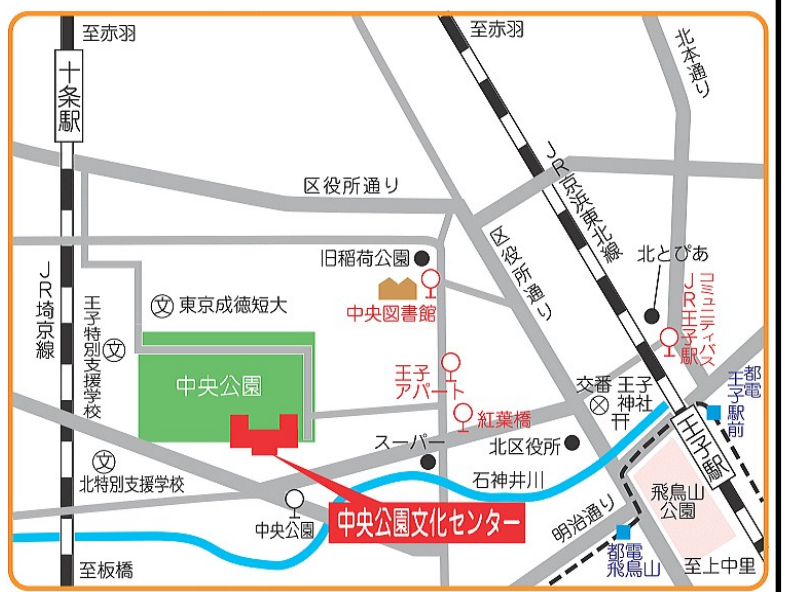 至赤羽
至赤羽
北本通り
十条駅
JR京浜東北線
区役所通り
区役所通り
旧稲荷公園
北とぴあ
JR埼京線
中央図書館
コミュニティバス
JR王子駅
東京成徳短大
文
王子特別支援学校
文
中央公園
王子
アパート
交番
王子
神社
都電
王子駅前
紅葉橋
スーパー
北区役所
王子駅
文
北特別支援学校
石神井川
飛鳥山
公園
中央公園
中央公園文化センター
明治通り
都電
飛鳥山
至板橋
至上中里